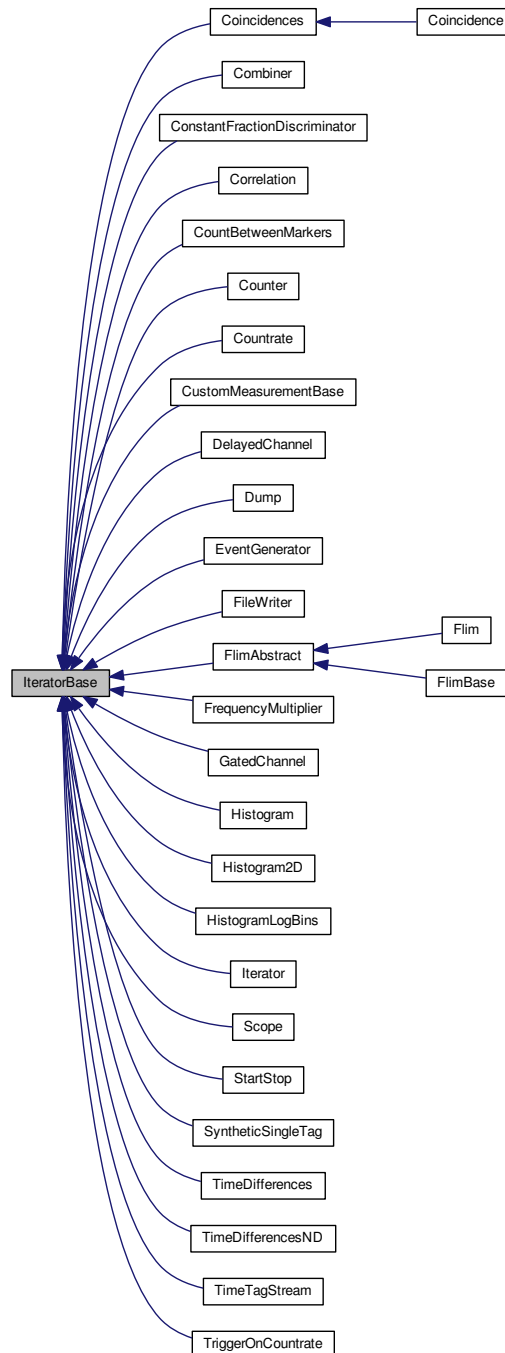 Coincidences
Coincidence
Combiner
ConstantFractionDiscriminator
Correlation
CountBetweenMarkers
Counter
Countrate
CustomMeasurementBase
DelayedChannel
Dump
EventGenerator
FileWriter
Flim
FlimAbstract
IteratorBase
FlimBase
FrequencyMultiplier
GatedChannel
Histogram
Histogram2D
HistogramLogBins
Iterator
Scope
StartStop
SyntheticSingleTag
TimeDifferences
TimeDifferencesND
TimeTagStream
TriggerOnCountrate